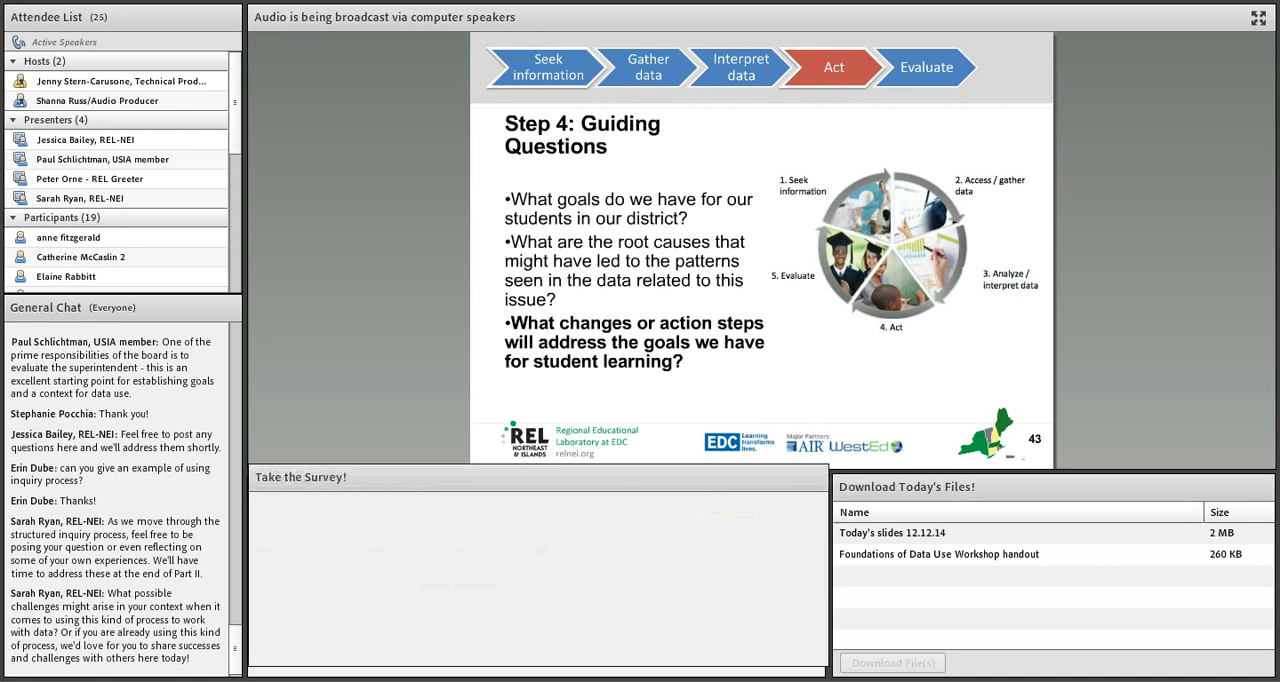 Attendee List (25)
Active Speakers
Hosts (2)
Jenny Stern-Carusone, Technical Prod...
Shanna Russ/Audio Producer
Presenters (4)
Jessica Bailey, REL-NEI
Paul Schlichtman, USIA member
Peter Orne - REL Greeter
Sarah Ryan, REL-NEI
Participants (19)
anne fitzgerald
Catherine McCaslin 2
Elaine Rabbitt
General Chat (Everyone)
Paul Schlichtman, USIA member: One of the
prime responsibilities of the board is to
evaluate the superintendent - this is an
excellent starting point for establishing goals
and a context for data use.
Stephanie Pocchia: Thank you!
Jessica Bailey, REL-NEI: Feel free to post any
questions here and we'll address them shortly.
Erin Dube: can you give an example of using
inquiry process?
Erin Dube: Thanks!
Sarah Ryan, REL-NEI: As we move through the
structured inquiry process, feel free to be
posing your question or even reflecting on
some of your own experiences. We'll have
time to address these at the end of Part II.
Sarah Ryan, REL-NEI: What possible
challenges might arise in your context when it
comes to using this kind of process to work
with data? Or if you are already using this kind
of process, we'd love for you to share successes
and challenges with others here today!
Audio is being broadcast via computer speakers
Seek
information
Gather
data
Interpret
data
Act
Evaluate
Step 4: Guiding
Questions
•What goals do we have for our
students in our district?
•What are the root causes that
might have led to the patterns
seen in the data related to this
issue?
•What changes or action steps
will address the goals we have
for student learning?
1. Seek
information
2. Access / gather
data
3. Analyze /
interpret data
4. Act
5. Evaluate
REL
NORTHEAST
& ISLANDS
Regional Educational
Laboratory at EDC
relnei.org
EDC
Learning
transforms
lives.
Major Partners:
AIR WestEd
43
Take the Survey!
Download Today's Files!
Name Size
Today's slides 12.12.14 2 MB
Foundations of Data Use Workshop handout 260 KB
Download File(s)